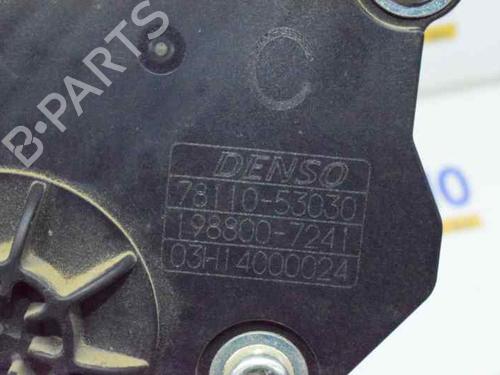 C
DENSO
78110-53030
198800-7241
03H14000024
B-PARTS